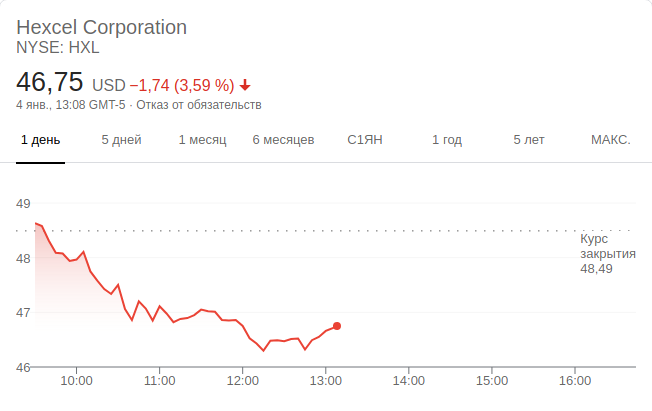 Hexcel Corporation
NYSE: HXL
46,75 USD −1,74 (3,59 %)
4 янв., 13:08 GMT-5 · Отказ от обязательств
1 день 5 дней 1 месяц 6 месяцев С1ЯН 1 год 5 лет МАКС.
49
Курс
закрытия
48,49
48
47
46
10:00 11:00 12:00 13:00 14:00 15:00 16:00